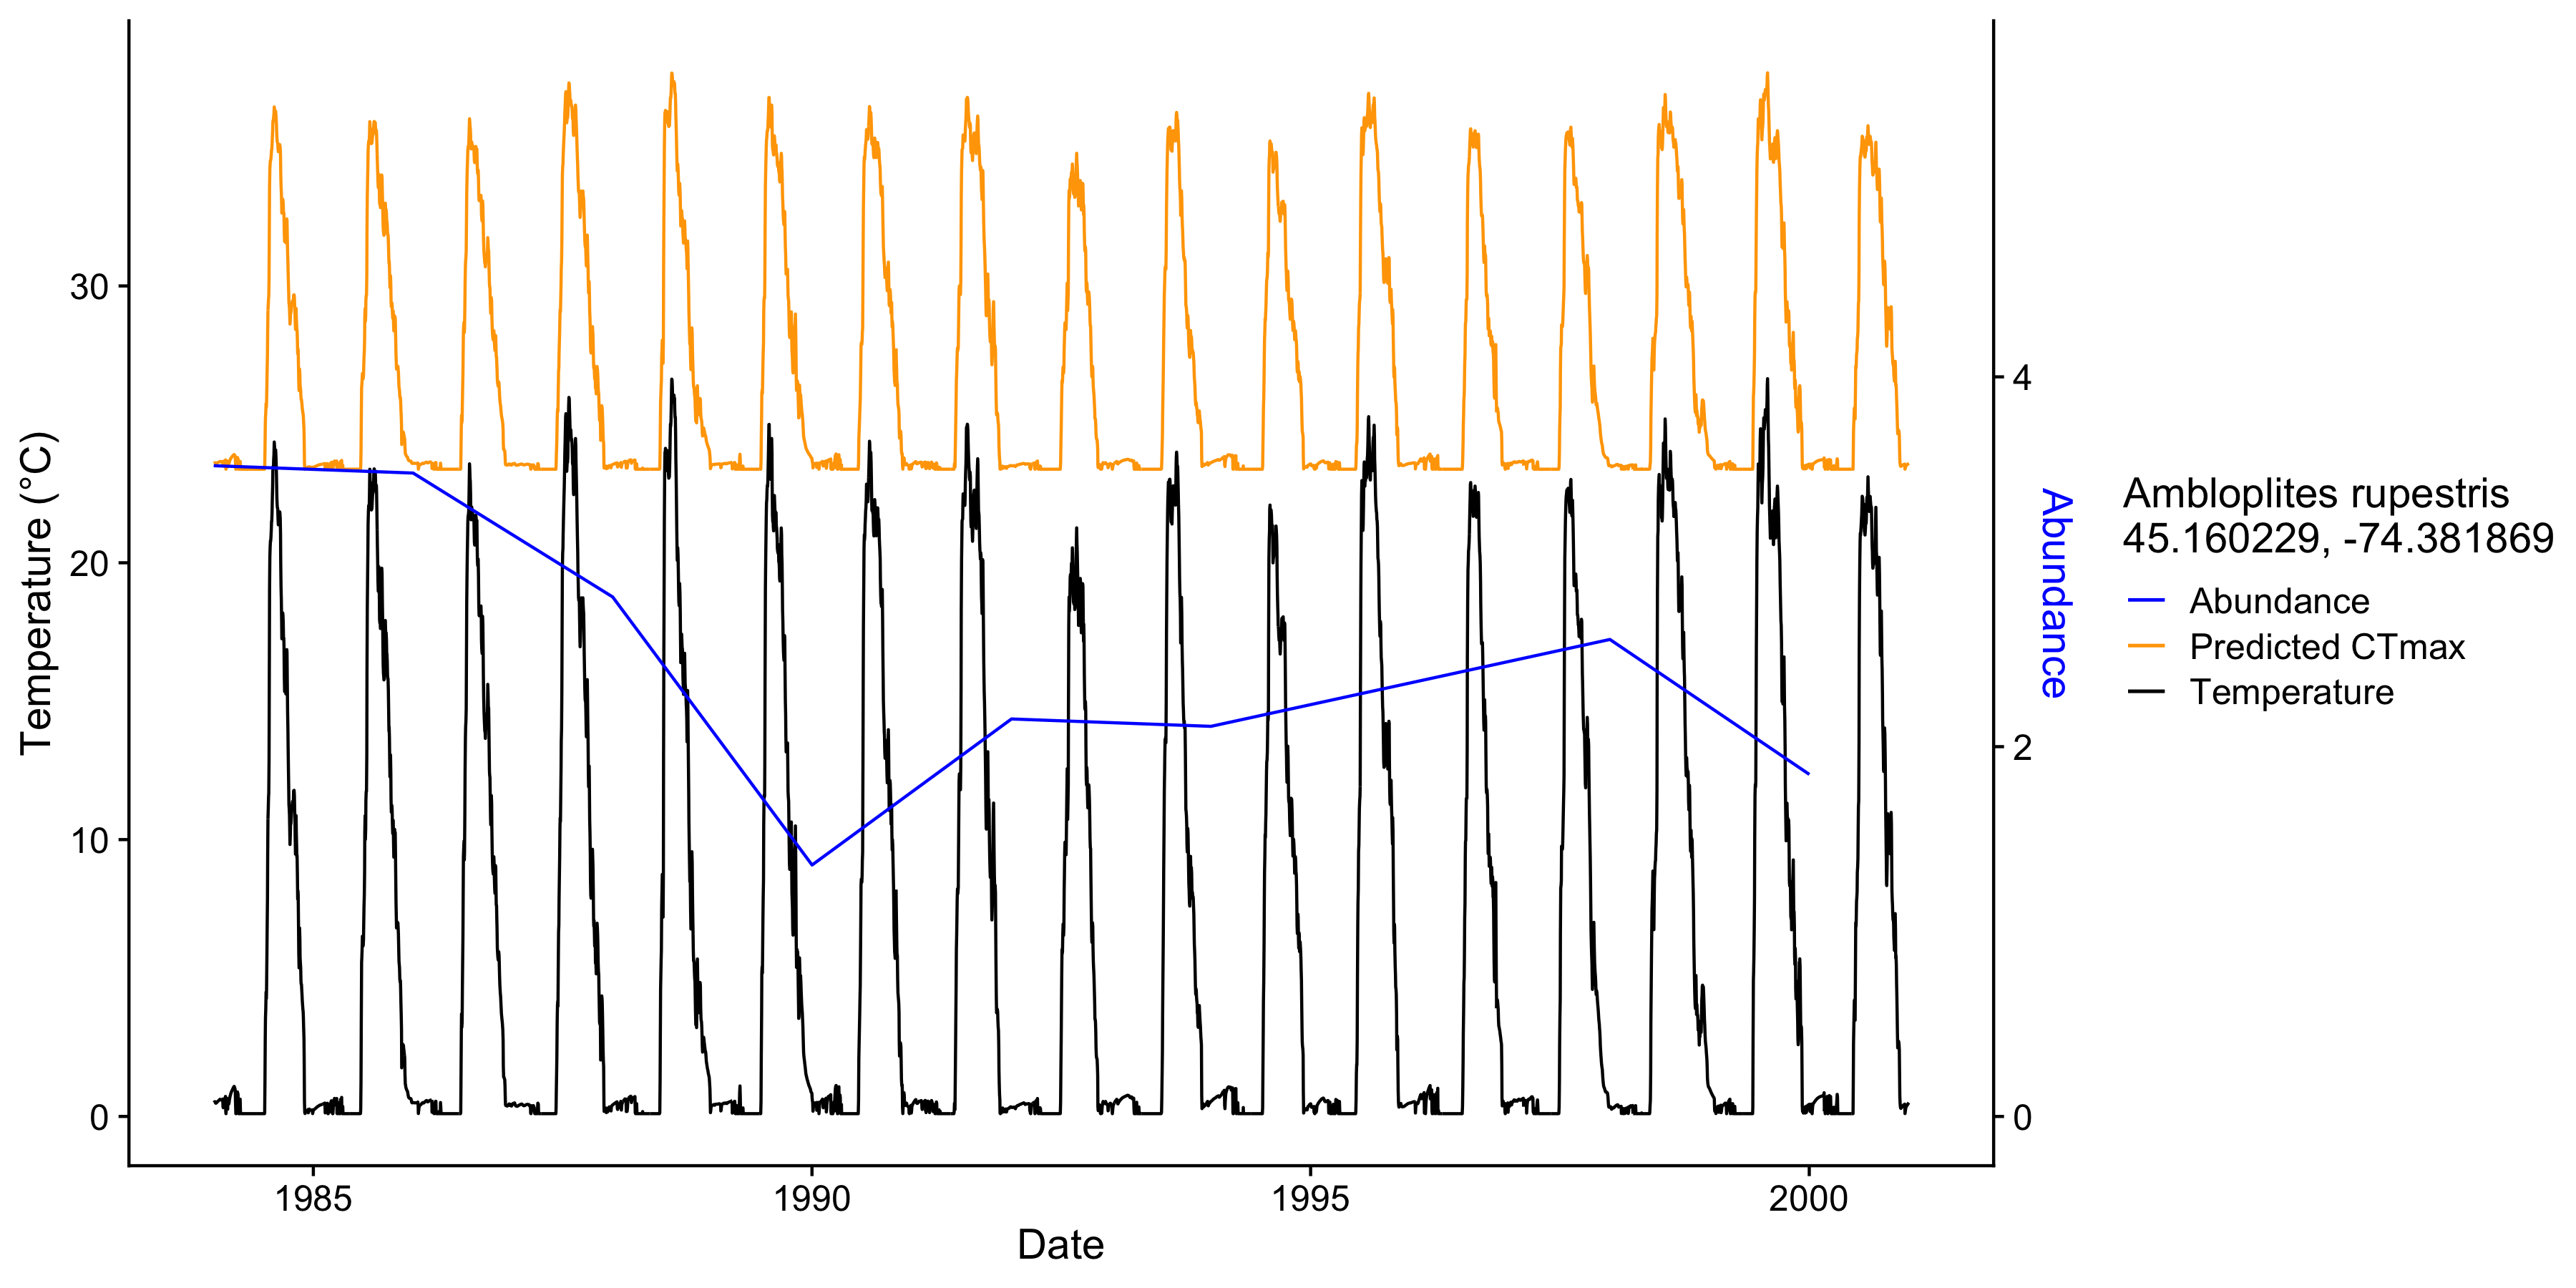 30
20
10
0
Temperature (°C)
1985
1990
1995
2000
Date
4
2
0
Abundance
Ambloplites rupestris
45.160229, -74.381869
Abundance
Predicted CTmax
Temperature